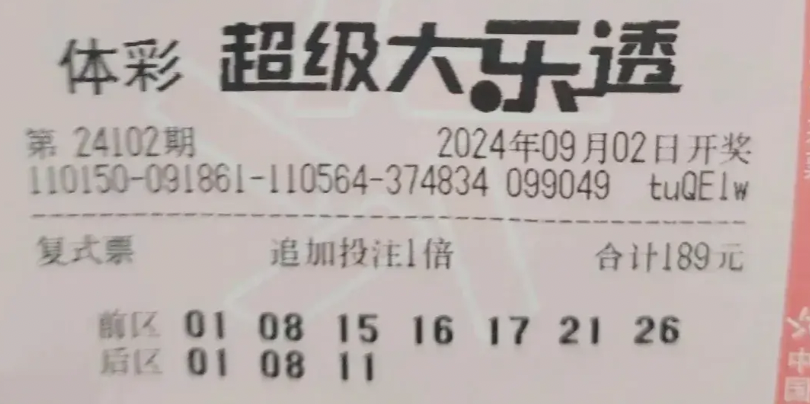 体彩 超级大乐透
第 24102期 2024年09月02日开奖
110150-091861-110564-374834 099049 tuQElw
复式票 追加投注1倍 合计189元
前区 01 08 15 16 17 21 26
后区 01 08 11
中国